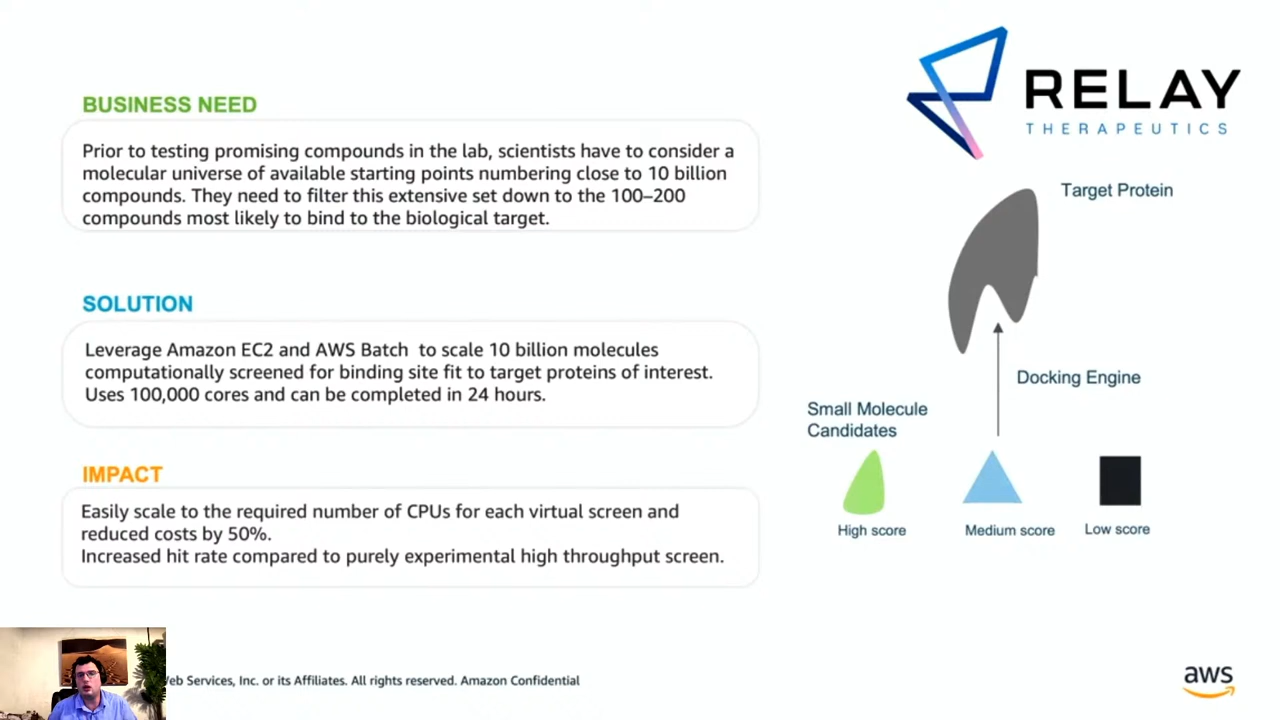 RELAY
THERAPEUTICS
BUSINESS NEED
Prior to testing promising compounds in the lab, scientists have to consider a
molecular universe of available starting points numbering close to 10 billion
compounds. They need to filter this extensive set down to the 100–200
compounds most likely to bind to the biological target.
SOLUTION
Leverage Amazon EC2 and AWS Batch to scale 10 billion molecules
computationally screened for binding site fit to target proteins of interest.
Uses 100,000 cores and can be completed in 24 hours.
IMPACT
Easily scale to the required number of CPUs for each virtual screen and
reduced costs by 50%.
Increased hit rate compared to purely experimental high throughput screen.
Target Protein
Docking Engine
Small Molecule
Candidates
High score
Medium score
Low score
Services, Inc. or its Affiliates. All rights reserved. Amazon Confidential
aws